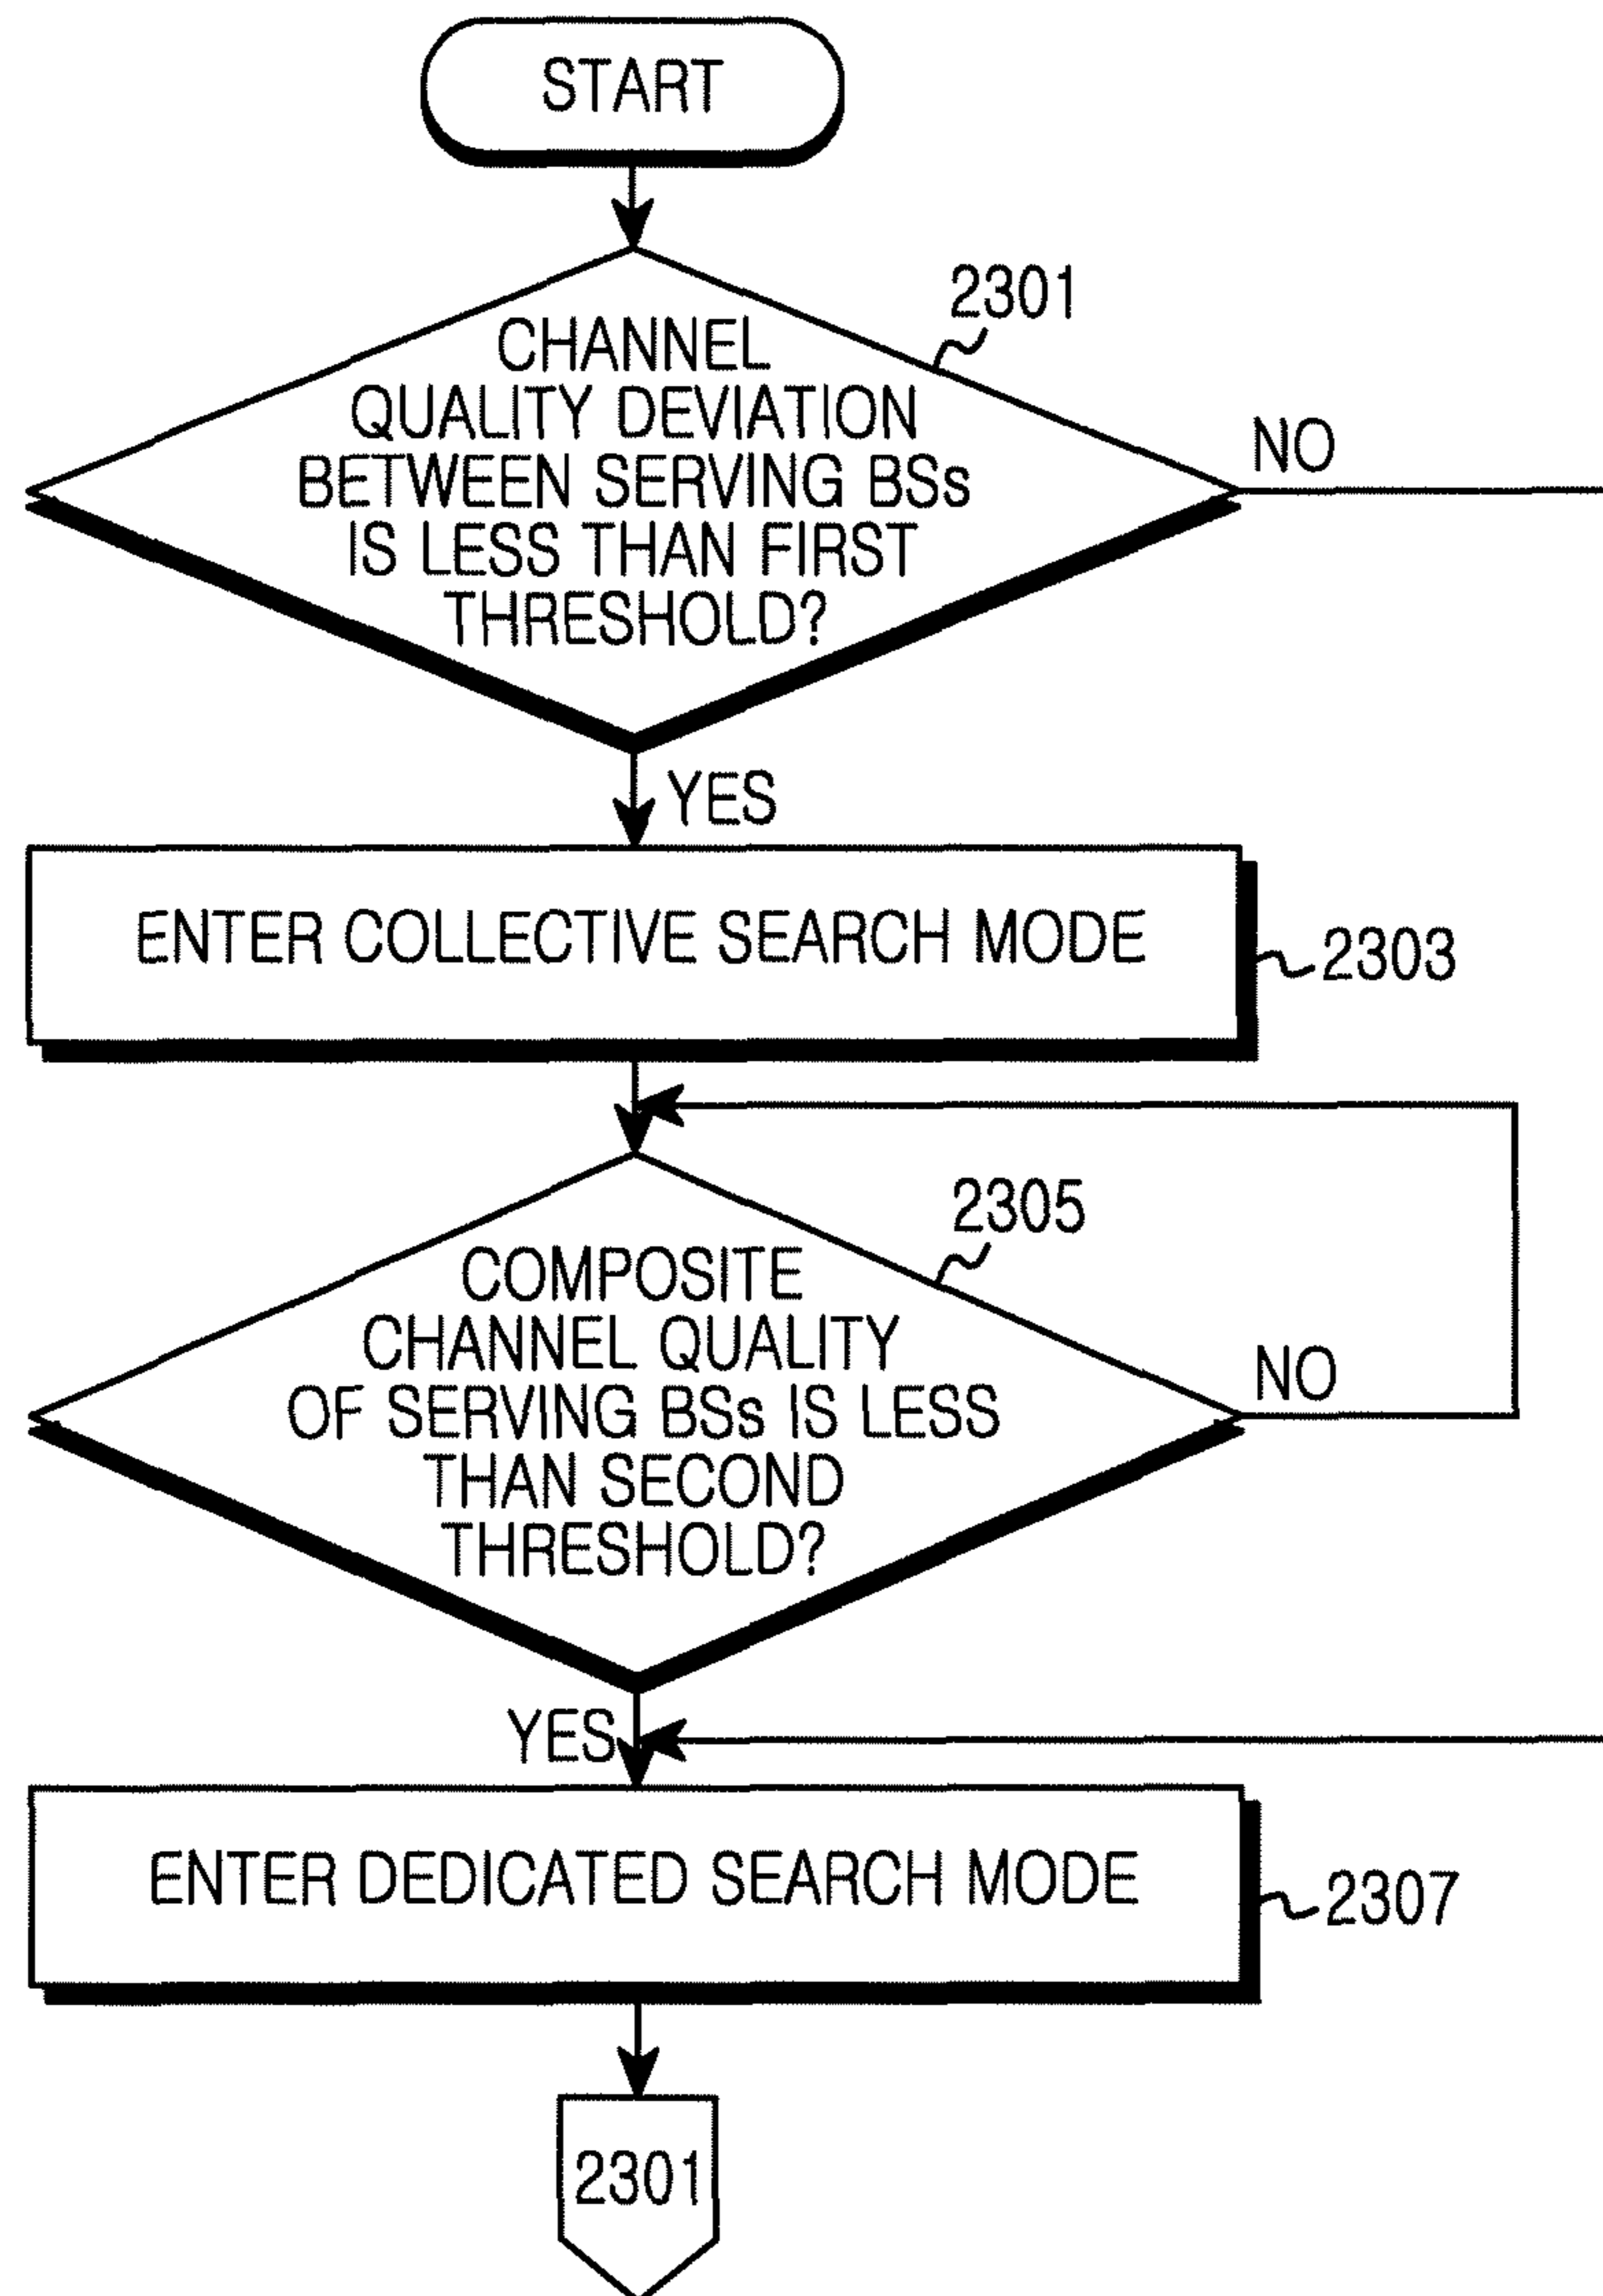 START
2301
CHANNEL
QUALITY DEVIATION
BETWEEN SERVING BSs
IS LESS THAN FIRST
THRESHOLD?
NO
YES
ENTER COLLECTIVE SEARCH MODE
2303
2305
COMPOSITE
CHANNEL QUALITY
OF SERVING BSs IS LESS
THAN SECOND
THRESHOLD?
NO
YES
ENTER DEDICATED SEARCH MODE
2307
2301